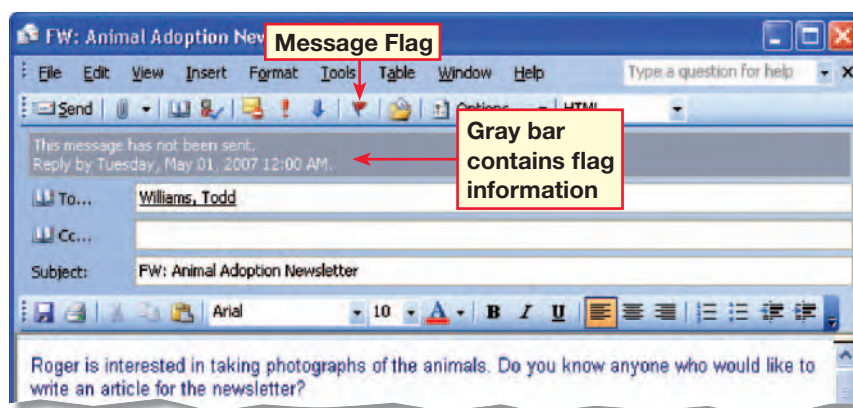 FW: Animal Adoption New
Message Flag
File Edit View Insert Format Tools Table Window Help Type a question for help
Send Options HTML
This message has not been sent.
Reply by Tuesday, May 01, 2007 12:00 AM.
Gray bar
contains flag
information
To... Williams, Todd
Cc...
Subject: FW: Animal Adoption Newsletter
Arial 10 A B I U
Roger is interested in taking photographs of the animals. Do you know anyone who would like to
write an article for the newsletter?